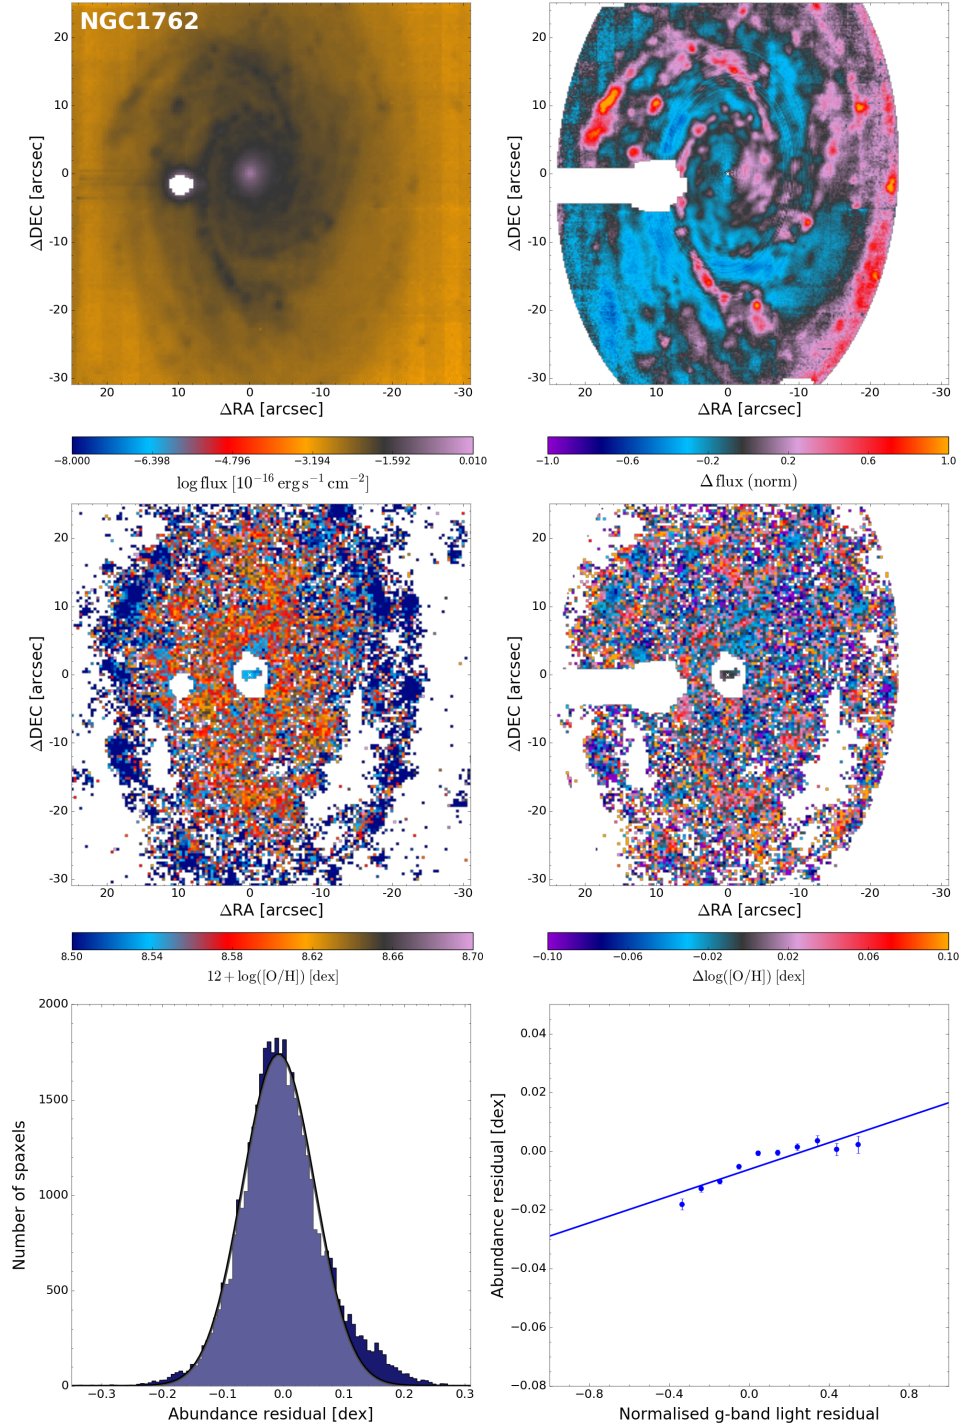 NGC1762
ΔDEC [arcsec]
20
10
0
-10
-20
-30
20
10
0
-10
-20
-30
ΔRA [arcsec]
ΔDEC [arcsec]
20
10
0
-10
-20
-30
20
10
0
-10
-20
-30
ΔRA [arcsec]
−8.000 −6.398 −4.796 −3.194 −1.592 0.010
log flux [10⁻¹⁶ erg s⁻¹ cm⁻²]
−1.0 −0.6 −0.2 0.2 0.6 1.0
Δ flux (norm)
ΔDEC [arcsec]
20
10
0
-10
-20
-30
20
10
0
-10
-20
-30
ΔRA [arcsec]
ΔDEC [arcsec]
20
10
0
-10
-20
-30
20
10
0
-10
-20
-30
ΔRA [arcsec]
8.50 8.54 8.58 8.62 8.66 8.70
12 + log([O/H]) [dex]
−0.10 −0.06 −0.02 0.02 0.06 0.10
Δlog([O/H]) [dex]
Number of spaxels
2000
1500
1000
500
0
−0.3 −0.2 −0.1 0.0 0.1 0.2 0.3
Abundance residual [dex]
Abundance residual [dex]
0.04
0.02
0.00
−0.02
−0.04
−0.06
−0.08
−0.8 −0.4 0.0 0.4 0.8
Normalised g-band light residual